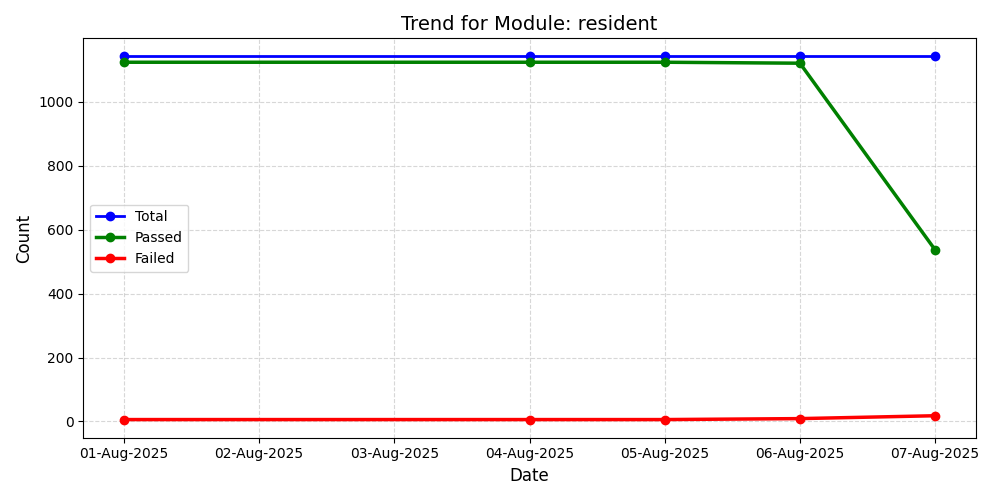 Trend for Module: resident
Count
1000
800
600
400
200
0
Total
Passed
Failed
01-Aug-2025 02-Aug-2025 03-Aug-2025 04-Aug-2025 05-Aug-2025 06-Aug-2025 07-Aug-2025
Date